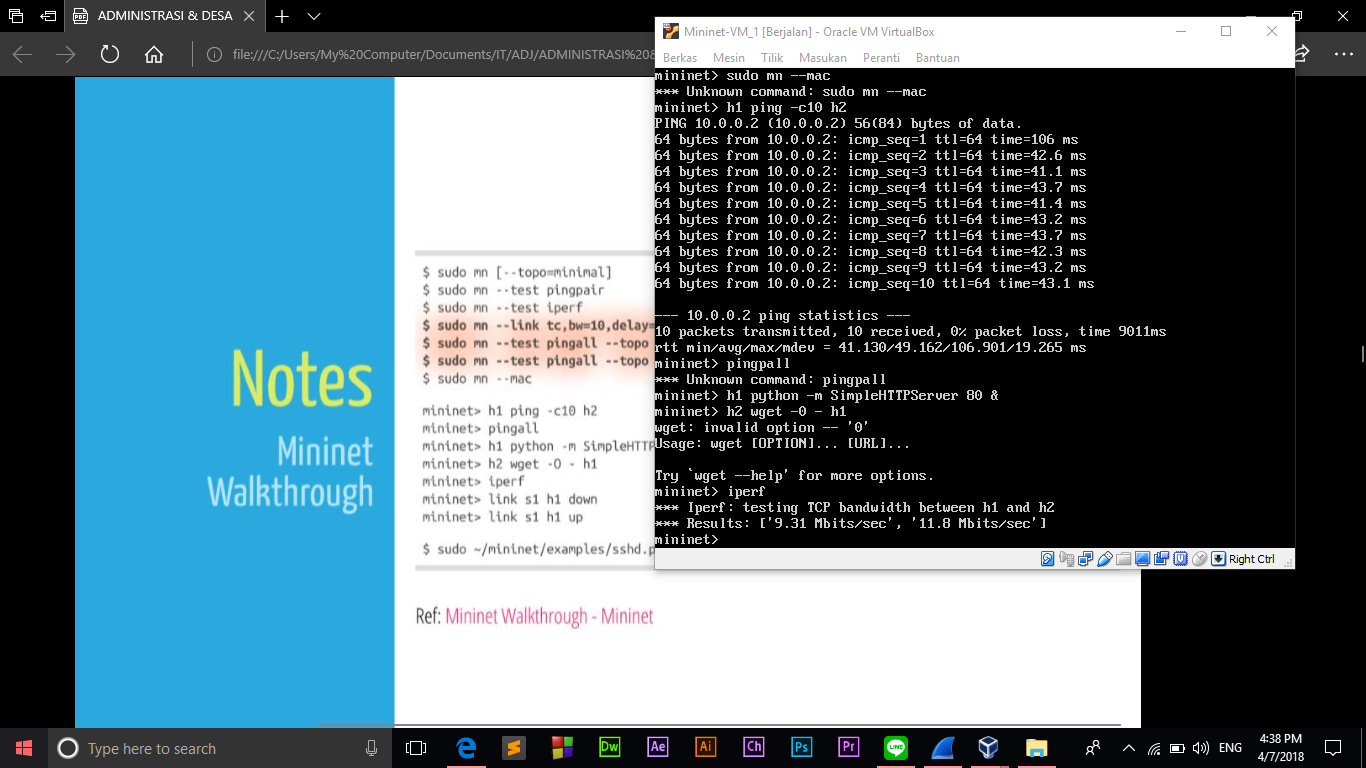 ADMINISTRASI & DESA
file:///C:/Users/My%20Computer/Documents/IT/ADJ/ADMINISTRASI%208
Notes
Mininet
Walkthrough
$ sudo mn [--topo=minimal]
$ sudo mn --test pingpair
$ sudo mn --test iperf
$ sudo mn --link tc,bw=10,delay=
$ sudo mn --test pingall --topo
$ sudo mn --test pingall --topo
$ sudo mn --mac
mininet> h1 ping -c10 h2
mininet> pingall
mininet> h1 python -m SimpleHTTP
mininet> h2 wget -O - h1
mininet> iperf
mininet> link s1 h1 down
mininet> link s1 h1 up
$ sudo ~/mininet/examples/sshd.p
Ref: Mininet Walkthrough - Mininet
Mininet-VM_1 [Berjalan] - Oracle VM VirtualBox
Berkas Mesin Tilik Masukan Peranti Bantuan
mininet> sudo mn --mac
*** Unknown command: sudo mn --mac
mininet> h1 ping -c10 h2
PING 10.0.0.2 (10.0.0.2) 56(84) bytes of data.
64 bytes from 10.0.0.2: icmp_seq=1 ttl=64 time=106 ms
64 bytes from 10.0.0.2: icmp_seq=2 ttl=64 time=42.6 ms
64 bytes from 10.0.0.2: icmp_seq=3 ttl=64 time=41.1 ms
64 bytes from 10.0.0.2: icmp_seq=4 ttl=64 time=43.7 ms
64 bytes from 10.0.0.2: icmp_seq=5 ttl=64 time=41.4 ms
64 bytes from 10.0.0.2: icmp_seq=6 ttl=64 time=43.2 ms
64 bytes from 10.0.0.2: icmp_seq=7 ttl=64 time=43.7 ms
64 bytes from 10.0.0.2: icmp_seq=8 ttl=64 time=42.3 ms
64 bytes from 10.0.0.2: icmp_seq=9 ttl=64 time=43.2 ms
64 bytes from 10.0.0.2: icmp_seq=10 ttl=64 time=43.1 ms
--- 10.0.0.2 ping statistics ---
10 packets transmitted, 10 received, 0% packet loss, time 9011ms
rtt min/avg/max/mdev = 41.130/49.162/106.901/19.265 ms
mininet> pingpall
*** Unknown command: pingpall
mininet> h1 python -m SimpleHTTPServer 80 &
mininet> h2 wget -0 - h1
wget: invalid option -- '0'
Usage: wget [OPTION]... [URL]...
Try `wget --help' for more options.
mininet> iperf
*** Iperf: testing TCP bandwidth between h1 and h2
*** Results: ['9.31 Mbits/sec', '11.8 Mbits/sec']
mininet>
Right Ctrl
Type here to search
Dw
Ae
Ai
Ch
Ps
Pr
LINE
ENG
4:38 PM
4/7/2018